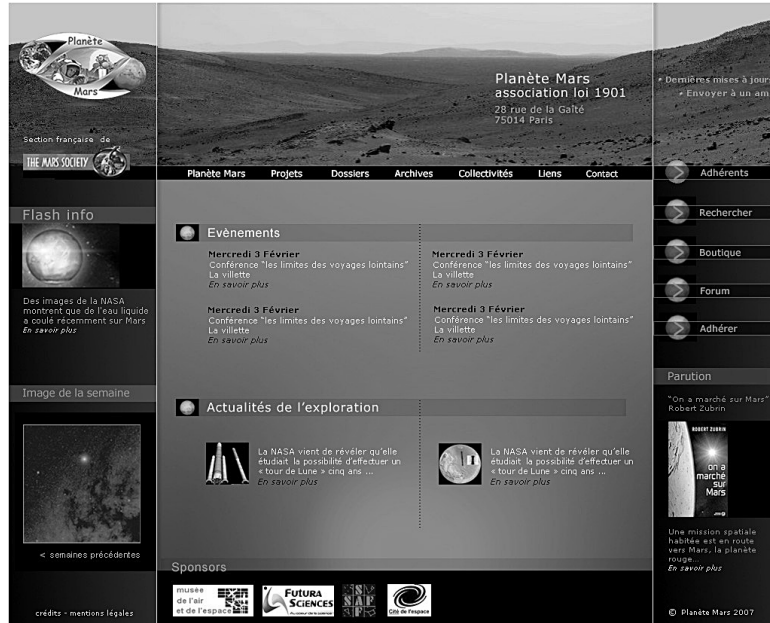 Planète
Mars
Section française de
THE MARS SOCIETY
Planète Mars
association loi 1901
28 rue de la Gaîté
75014 Paris
Dernières mises à jour
Envoyer à un am
Planète Mars Projets Dossiers Archives Collectivités Liens Contact
Adhérents
Rechercher
Boutique
Forum
Adhérer
Flash info
Des images de la NASA
montrent que de l'eau liquide
a coulé récemment sur Mars
En savoir plus
Image de la semaine
< semaines précédentes
crédits - mentions légales
Evènements
Mercredi 3 Février
Conférence "les limites des voyages lointains"
La villette
En savoir plus
Mercredi 3 Février
Conférence "les limites des voyages lointains"
La villette
En savoir plus
Mercredi 3 Février
Conférence "les limites des voyages lointains"
La villette
En savoir plus
Mercredi 3 Février
Conférence "les limites des voyages lointains"
La villette
En savoir plus
Actualités de l'exploration
La NASA vient de révéler qu'elle
étudiait la possibilité d'effectuer un
« tour de Lune » cinq ans ...
En savoir plus
La NASA vient de révéler qu'elle
étudiait la possibilité d'effectuer un
« tour de Lune » cinq ans ...
En savoir plus
Sponsors
musée
de l'air
et de l'espace
FUTURA
SCIENCES
Cité de l'espace
Parution
"On a marché sur Mars"
Robert Zubrin
ROBERT ZUBRIN
on a
marché
sur
Mars
Une mission spatiale
habitée est en route
vers Mars, la planète
rouge...
En savoir plus
© Planète Mars 2007